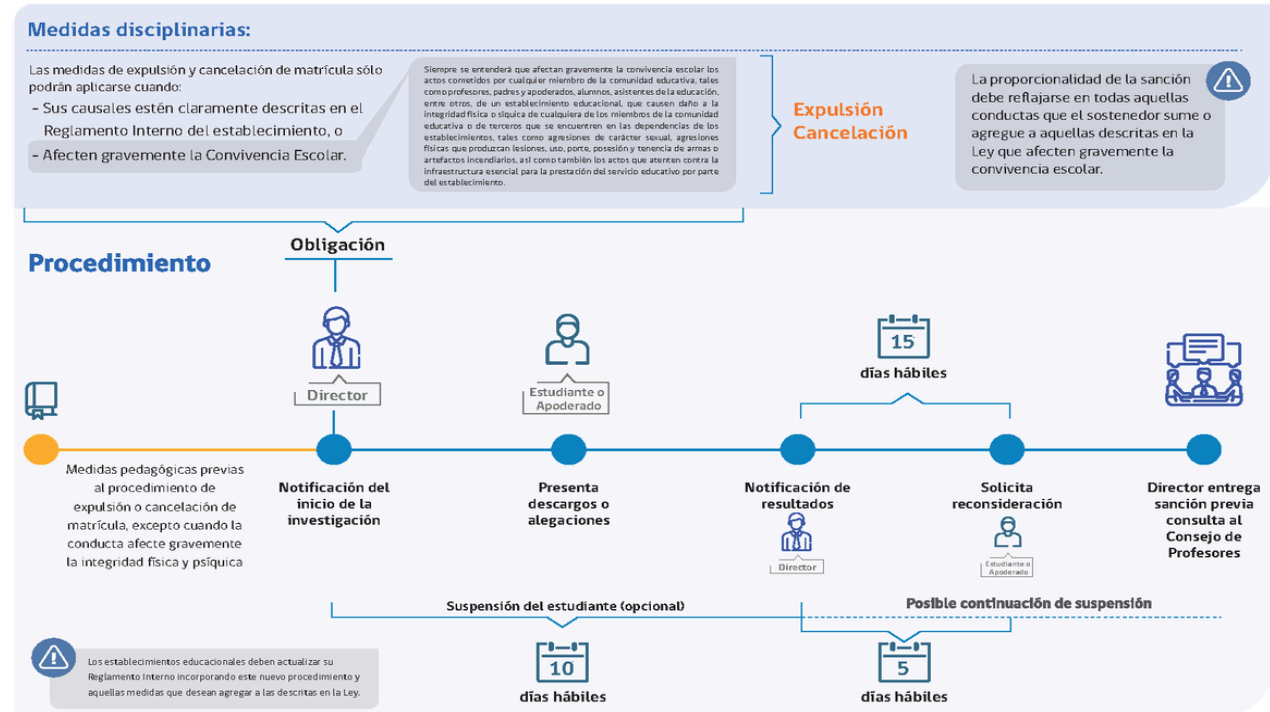 Medidas disciplinarias:
Las medidas de expulsión y cancelación de matrícula sólo
podrán aplicarse cuando:
- Sus causales estén claramente descritas en el
Reglamento Interno del establecimiento, o
- Afecten gravemente la Convivencia Escolar.
Siempre se entenderá que afectan gravemente la convivencia escolar los
actos cometidos por cualquier miembro de la comunidad educativa, tales
como profesores, padres y apoderados, alumnos, asistentes de la educación,
entre otros, de un establecimiento educacional, que causen daño a la
integridad física o síquica de cualquiera de los miembros de la comunidad
educativa o de terceros que se encuentren en las dependencias de los
establecimientos, tales como agresiones de carácter sexual, agresiones
físicas que produzcan lesiones, uso, porte, posesión y tenencia de armas o
artefactos incendiarios, así como también los actos que atenten contra la
infraestructura esencial para la prestación del servicio educativo por parte
del establecimiento.
Expulsión
Cancelación
La proporcionalidad de la sanción
debe reflajarse en todas aquellas
conductas que el sostenedor sume o
agregue a aquellas descritas en la
Ley que afecten gravemente la
convivencia escolar.
Obligación
Procedimiento
Director
Estudiante o
Apoderado
15
días hábiles
Medidas pedagógicas previas
al procedimiento de
expulsión o cancelación de
matrícula, excepto cuando la
conducta afecte gravemente
la integridad física y psíquica
Notificación del
inicio de la
investigación
Presenta
descargos o
alegaciones
Notificación de
resultados
Director
Solicita
reconsideración
Estudiante o
Apoderado
Director entrega
sanción previa
consulta al
Consejo de
Profesores
Suspensión del estudiante (opcional)
Posible continuación de suspensión
10
días hábiles
5
días hábiles
Los establecimientos educacionales deben actualizar su
Reglamento Interno incorporando este nuevo procedimiento y
aquellas medidas que desean agregar a las descritas en la Ley.